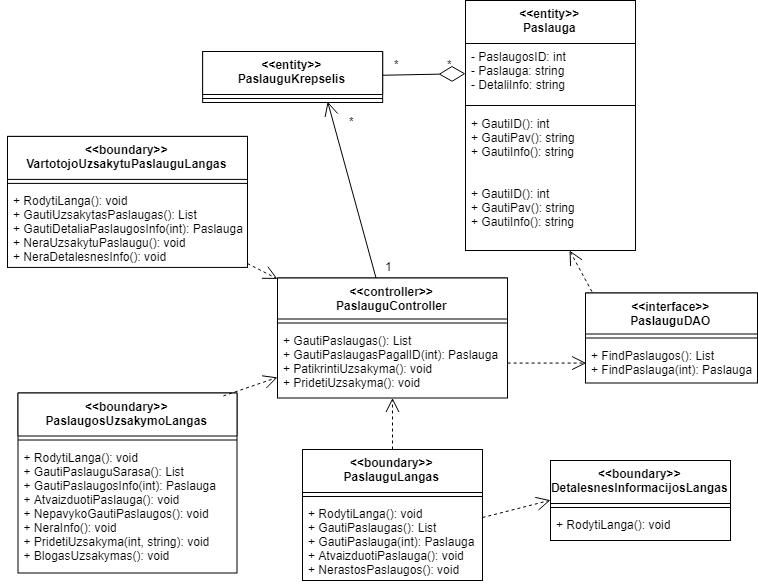 <<entity>>
Paslauga
- PaslaugosID: int
- Paslauga: string
- DetaliInfo: string
+ GautiID(): int
+ GautiPav(): string
+ GautiInfo(): string
+ GautiID(): int
+ GautiPav(): string
+ GautiInfo(): string
<<entity>>
PaslauguKrepselis
*
*
*
1
<<boundary>>
VartotojoUzsakytuPaslauguLangas
+ RodytiLanga(): void
+ GautiUzsakytasPaslaugas(): List
+ GautiDetaliaPaslaugosInfo(int): Paslauga
+ NeraUzsakytuPaslaugu(): void
+ NeraDetalesnesInfo(): void
<<controller>>
PaslauguController
+ GautiPaslaugas(): List
+ GautiPaslaugasPagalID(int): Paslauga
+ PatikrintiUzsakyma(): void
+ PridetiUzsakyma(): void
<<interface>>
PaslauguDAO
+ FindPaslaugos(): List
+ FindPaslauga(int): Paslauga
<<boundary>>
PaslaugosUzsakymoLangas
+ RodytiLanga(): void
+ GautiPaslauguSarasa(): List
+ GautiPaslaugosInfo(int): Paslauga
+ AtvaizduotiPaslauga(): void
+ NepavykoGautiPaslaugos(): void
+ NeraInfo(): void
+ PridetiUzsakyma(int, string): void
+ BlogasUzsakymas(): void
<<boundary>>
PaslauguLangas
+ RodytiLanga(): void
+ GautiPaslaugas(): List
+ GautiPaslauga(int): Paslauga
+ AtvaizduotiPaslauga(): void
+ NerastosPaslaugos(): void
<<boundary>>
DetalesnesInformacijosLangas
+ RodytiLanga(): void